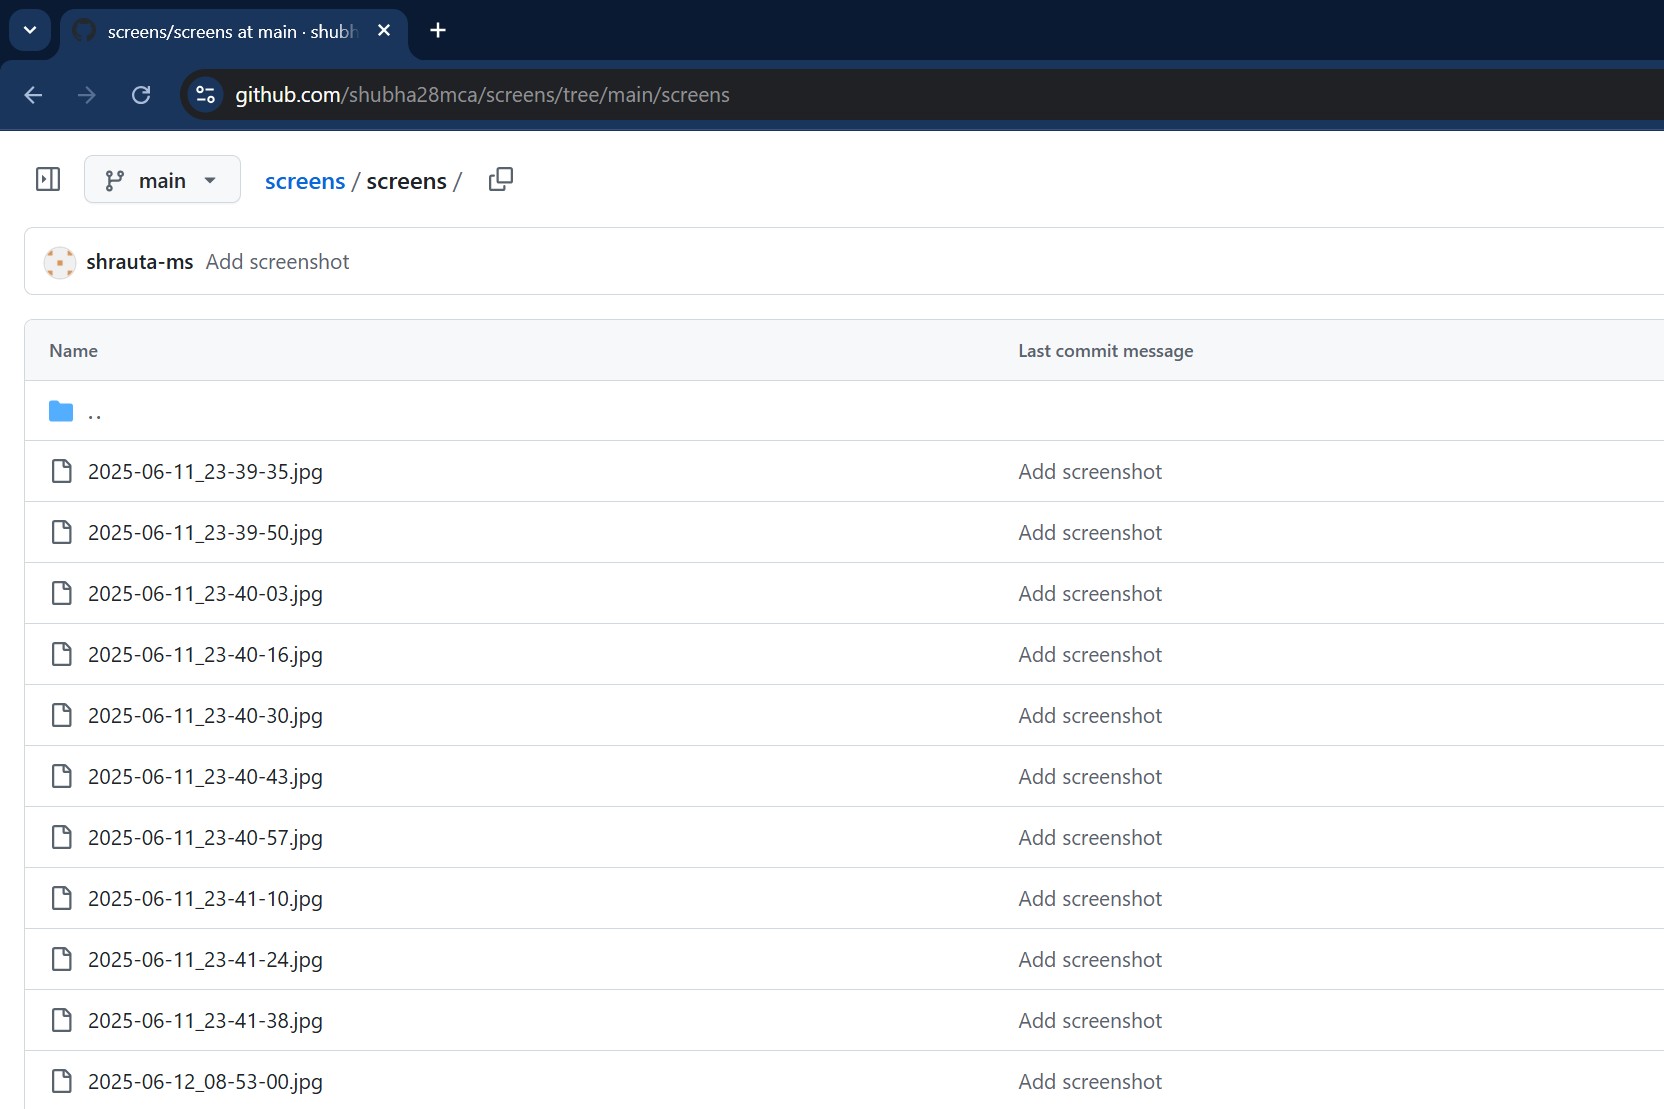 screens/screens at main · shubh
github.com/shubha28mca/screens/tree/main/screens
main screens / screens /
shrauta-ms Add screenshot
Name Last commit message
..
2025-06-11_23-39-35.jpg Add screenshot
2025-06-11_23-39-50.jpg Add screenshot
2025-06-11_23-40-03.jpg Add screenshot
2025-06-11_23-40-16.jpg Add screenshot
2025-06-11_23-40-30.jpg Add screenshot
2025-06-11_23-40-43.jpg Add screenshot
2025-06-11_23-40-57.jpg Add screenshot
2025-06-11_23-41-10.jpg Add screenshot
2025-06-11_23-41-24.jpg Add screenshot
2025-06-11_23-41-38.jpg Add screenshot
2025-06-12_08-53-00.jpg Add screenshot